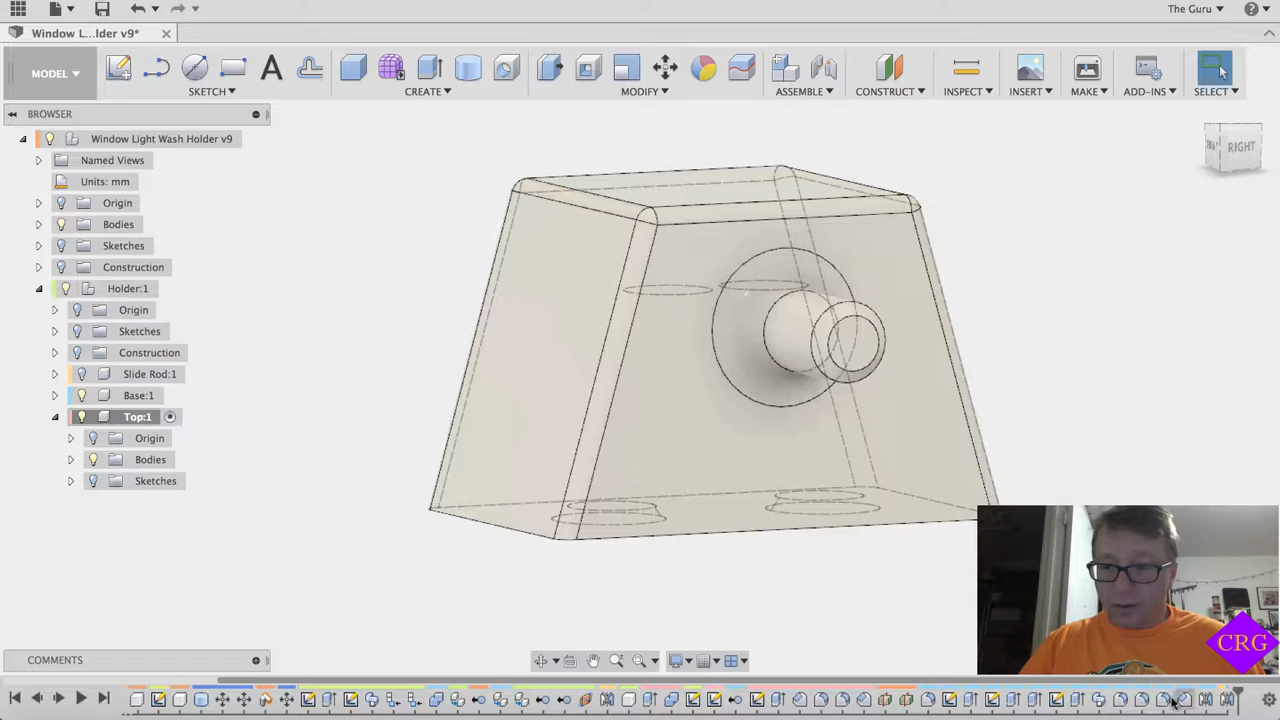 The Guru
Window L...lder v9*
MODEL
SKETCH
CREATE
MODIFY
ASSEMBLE
CONSTRUCT
INSPECT
INSERT
MAKE
ADD-INS
SELECT
BROWSER
Window Light Wash Holder v9
Named Views
Units: mm
Origin
Bodies
Sketches
Construction
Holder:1
Origin
Sketches
Construction
Slide Rod:1
Base:1
Top:1
Origin
Bodies
Sketches
RIGHT
COMMENTS
CRG